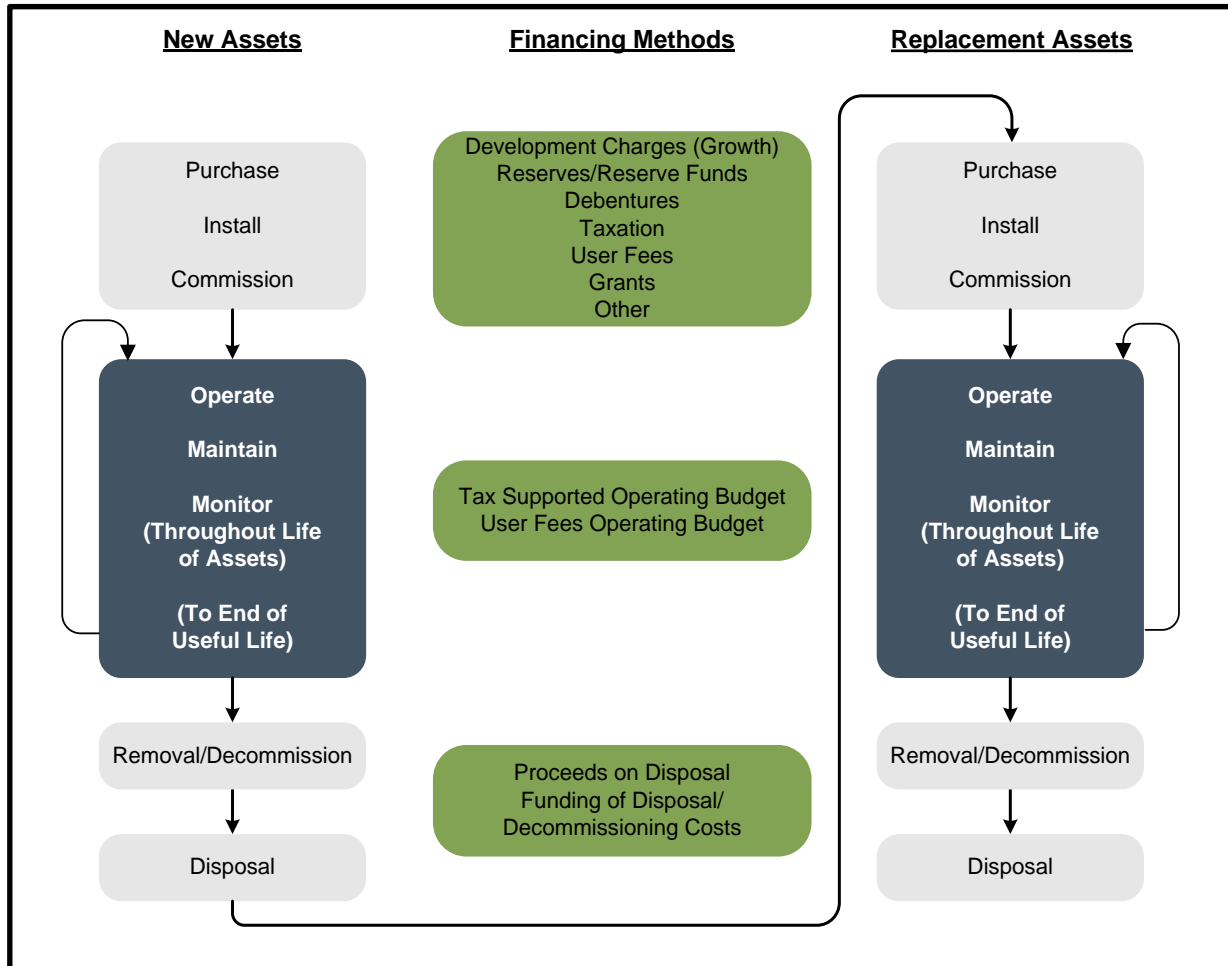 New Assets
Purchase
Install
Commission
Operate
Maintain
Monitor
(Throughout Life
of Assets)
(To End of
Useful Life)
Removal/Decommission
Disposal
Financing Methods
Development Charges (Growth)
Reserves/Reserve Funds
Debentures
Taxation
User Fees
Grants
Other
Tax Supported Operating Budget
User Fees Operating Budget
Proceeds on Disposal
Funding of Disposal/
Decommissioning Costs
Replacement Assets
Purchase
Install
Commission
Operate
Maintain
Monitor
(Throughout Life
of Assets)
(To End of
Useful Life)
Removal/Decommission
Disposal